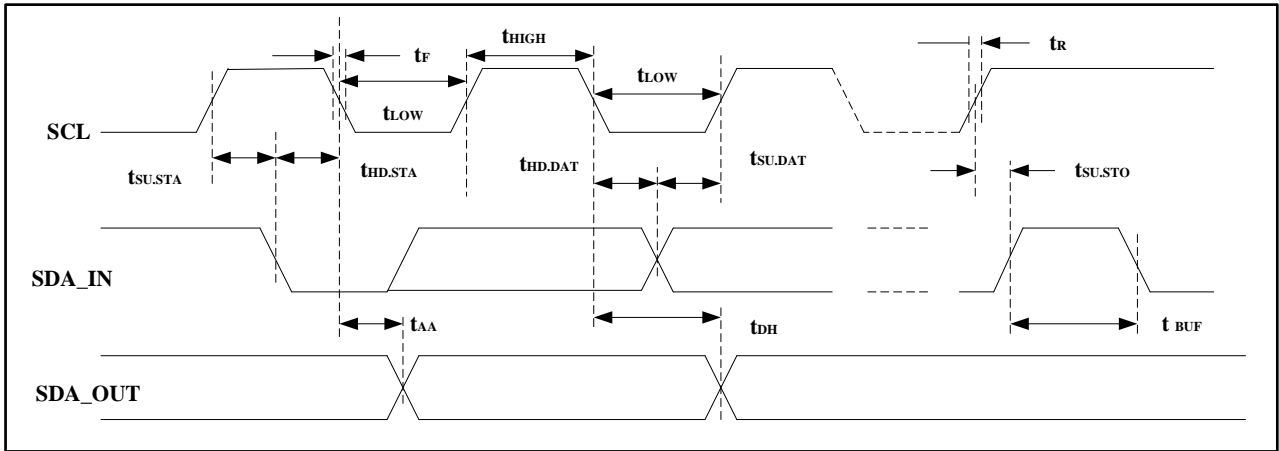 tHIGH
tF
tR
tLOW
tLOW
SCL
tSU.STA
tHD.STA
tHD.DAT
tSU.DAT
tSU.STO
SDA_IN
tAA
tDH
t BUF
SDA_OUT